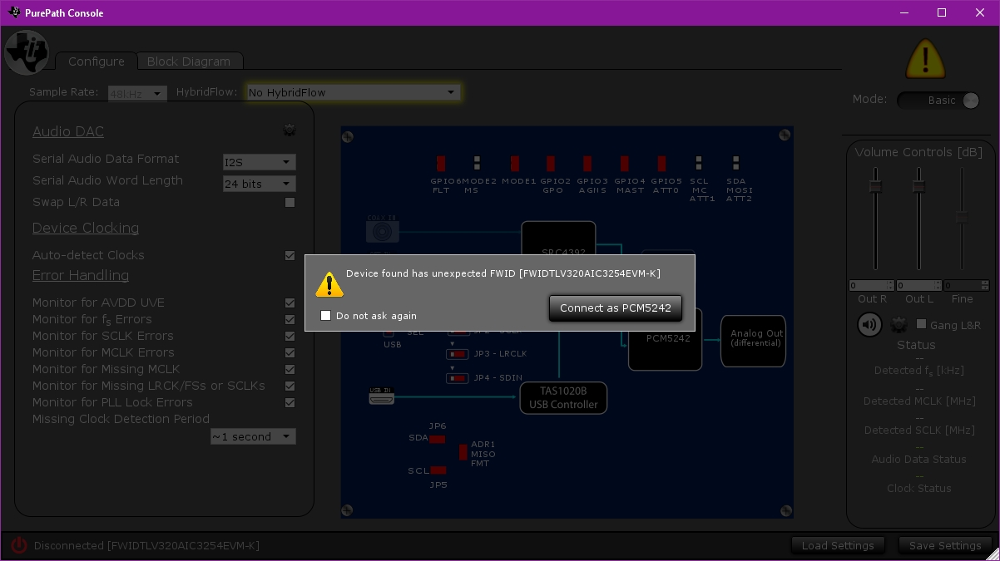 PurePath Console
Configure
Block Diagram
Sample Rate:
HybridFlow:
No HybridFlow
Mode:
Basic
Audio DAC
Serial Audio Data Format
I2S
Serial Audio Word Length
24 bits
Swap L/R Data
Device Clocking
Auto-detect Clocks
Error Handling
Monitor for AVDD UVE
Monitor for fs Errors
Monitor for SCLK Errors
Monitor for MCLK Errors
Monitor for Missing MCLK
Monitor for Missing LRCK/FSs or SCLKs
Monitor for PLL Lock Errors
Missing Clock Detection Period
~1 second
GPIO6 MODE2 MODE1 GPIO2 GPIO3 GPIO4 GPIO5 SCL SDA
FLT MS GPO AGNS MAST ATT0 MC MOSI
ATT1 ATT2
COAX IN
SRC4392
Device found has unexpected FWID [FWIDTLV320AIC3254EVM-K]
Do not ask again
Connect as PCM5242
SEL
USB
JP3 - LRCLK
JP4 - SDIN
PCM5242
Analog Out
(differential)
USB IN
TAS1020B
USB Controller
JP6
SDA
ADR1
MISO
FMT
SCL
JP5
Volume Controls [dB]
0 0 0
Out R Out L Fine
Gang L&R
Status
--
Detected fs [kHz]
--
Detected MCLK [MHz]
--
Detected SCLK [MHz]
--
Audio Data Status
--
Clock Status
Disconnected [FWIDTLV320AIC3254EVM-K]
Load Settings
Save Settings